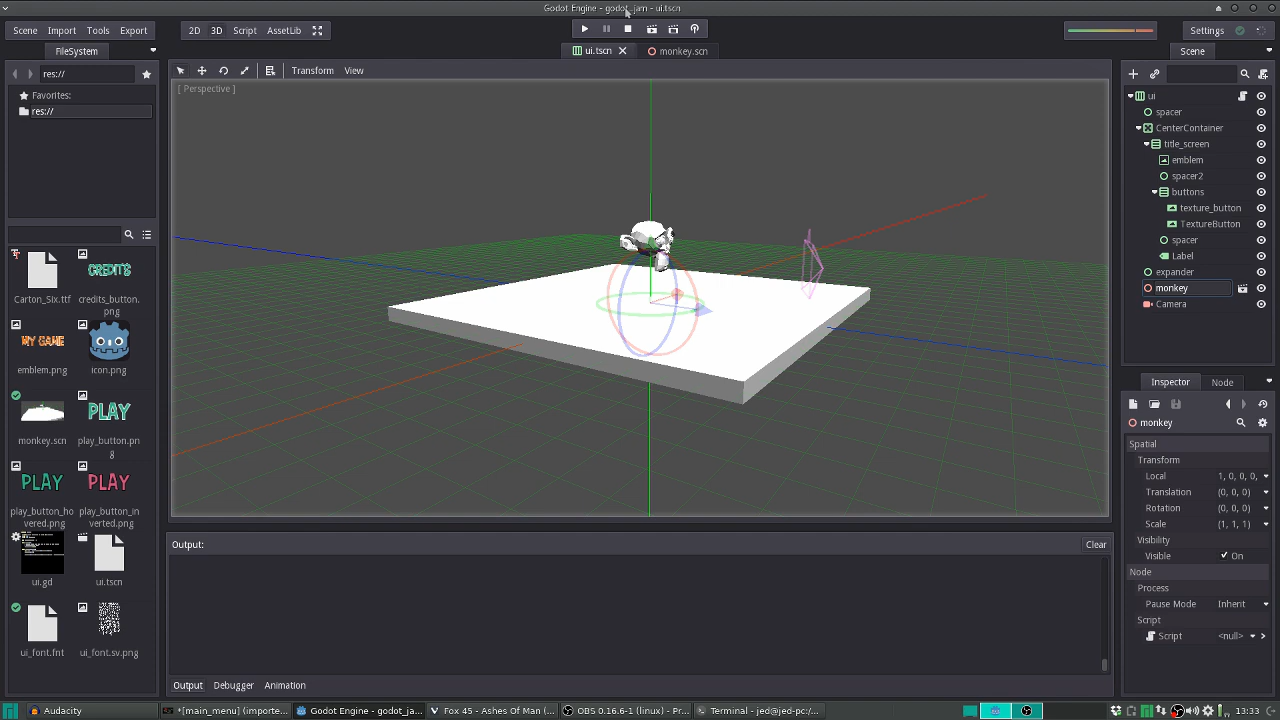 Godot Engine - godot_jam - ui.tscn
Scene Import Tools Export
2D 3D Script AssetLib
Settings
FileSystem
ui.tscn
monkey.scn
Scene
res://
Transform View
Favorites:
res://
[ Perspective ]
ui
spacer
CenterContainer
title_screen
emblem
spacer2
buttons
texture_button
TextureButton
spacer
Label
expander
monkey
Camera
CREDITS
Carton_Six.ttf
credits_button.
png
MY GAME
emblem.png
icon.png
PLAY
monkey.scn
play_button.pn
g
PLAY
PLAY
play_button_ho
vered.png
play_button_in
verted.png
ui.gd
ui.tscn
ui_font.fnt
ui_font.sv.png
Inspector Node
monkey
Spatial
Transform
Local 1, 0, 0, 0,
Translation (0, 0, 0)
Rotation (0, 0, 0)
Scale (1, 1, 1)
Visibility
Visible On
Node
Process
Pause Mode Inherit
Script
Script <null>
Output:
Clear
Output Debugger Animation
Audacity
*[main_menu] (importe...
Godot Engine - godot_ja...
Fox 45 - Ashes Of Man (...
OBS 0.16.6-1 (linux) - Pr...
Terminal - jed@jed-pc:/...
13:33